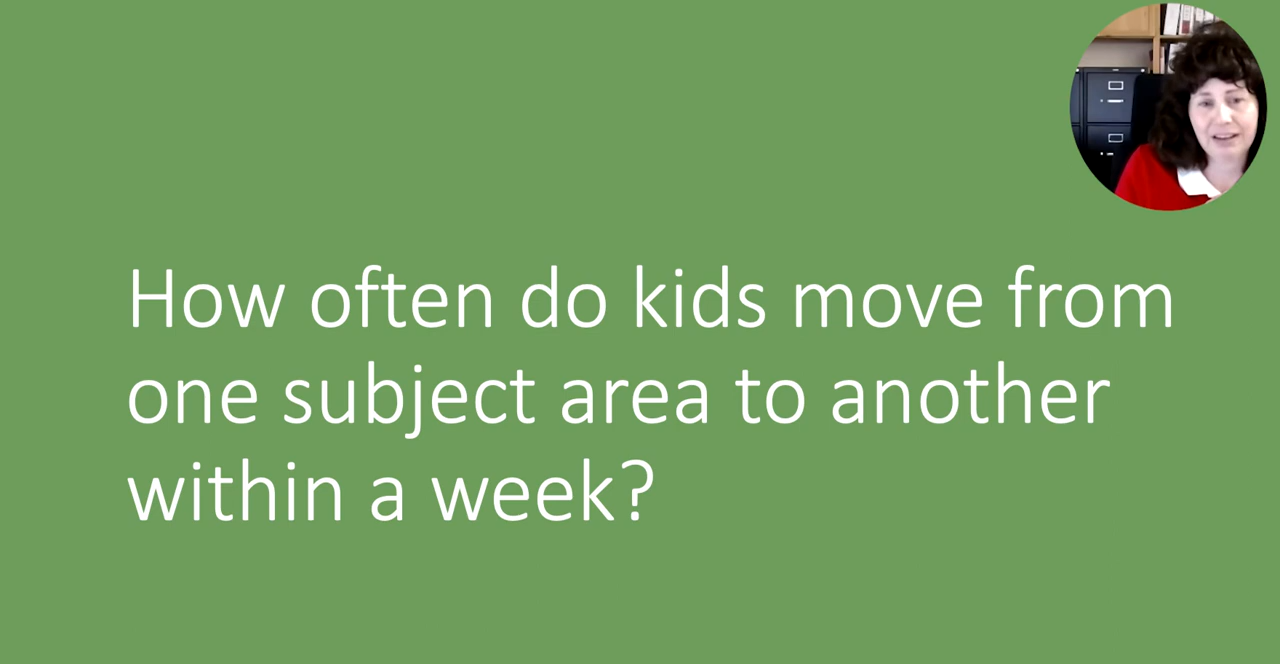 How often do kids move from
one subject area to another
within a week?